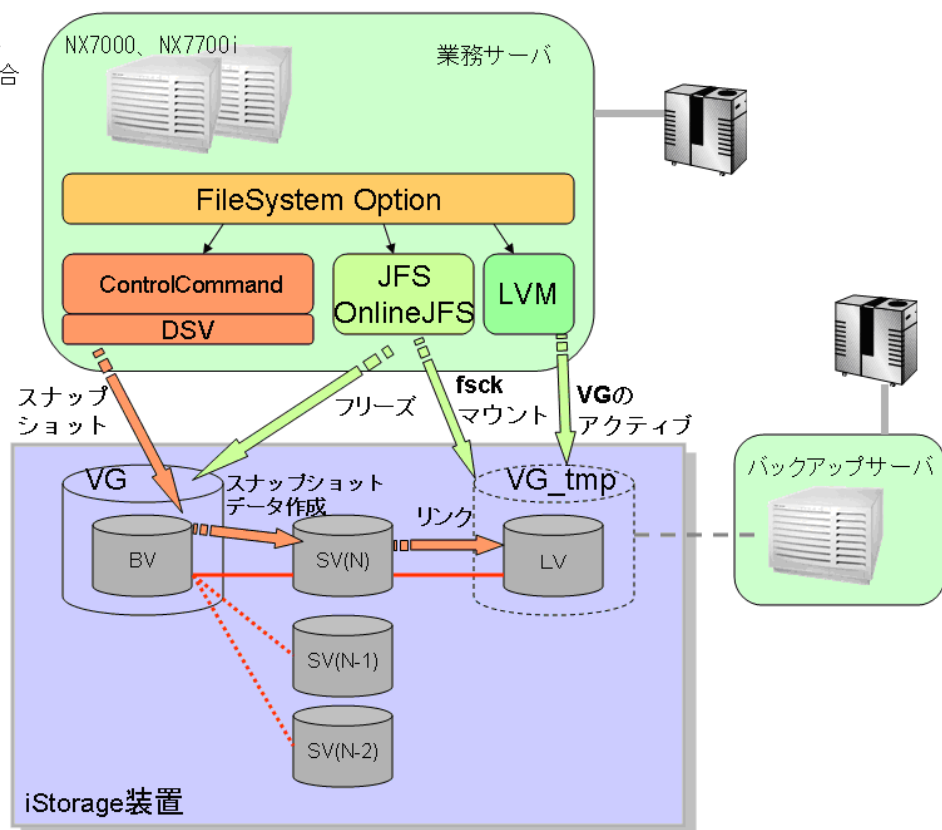 合
NX7000、NX7700i
業務サーバ
FileSystem Option
ControlCommand
DSV
JFS
OnlineJFS
LVM
スナップ
ショット
フリーズ
fsck
マウント
VGの
アクティブ
バックアップサーバ
VG
スナップショット
データ作成
リンク
VG_tmp
BV
SV(N)
LV
SV(N-1)
SV(N-2)
iStorage装置